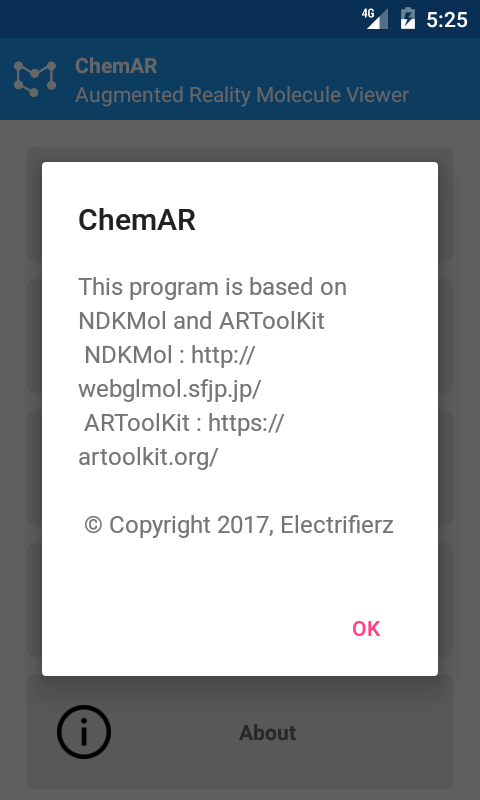 4G 5:25
ChemAR
Augmented Reality Molecule Viewer
ChemAR
This program is based on
NDKMol and ARToolKit
NDKMol : http://
webglmol.sfjp.jp/
ARToolKit : https://
artoolkit.org/
© Copyright 2017, Electrifierz
OK
About